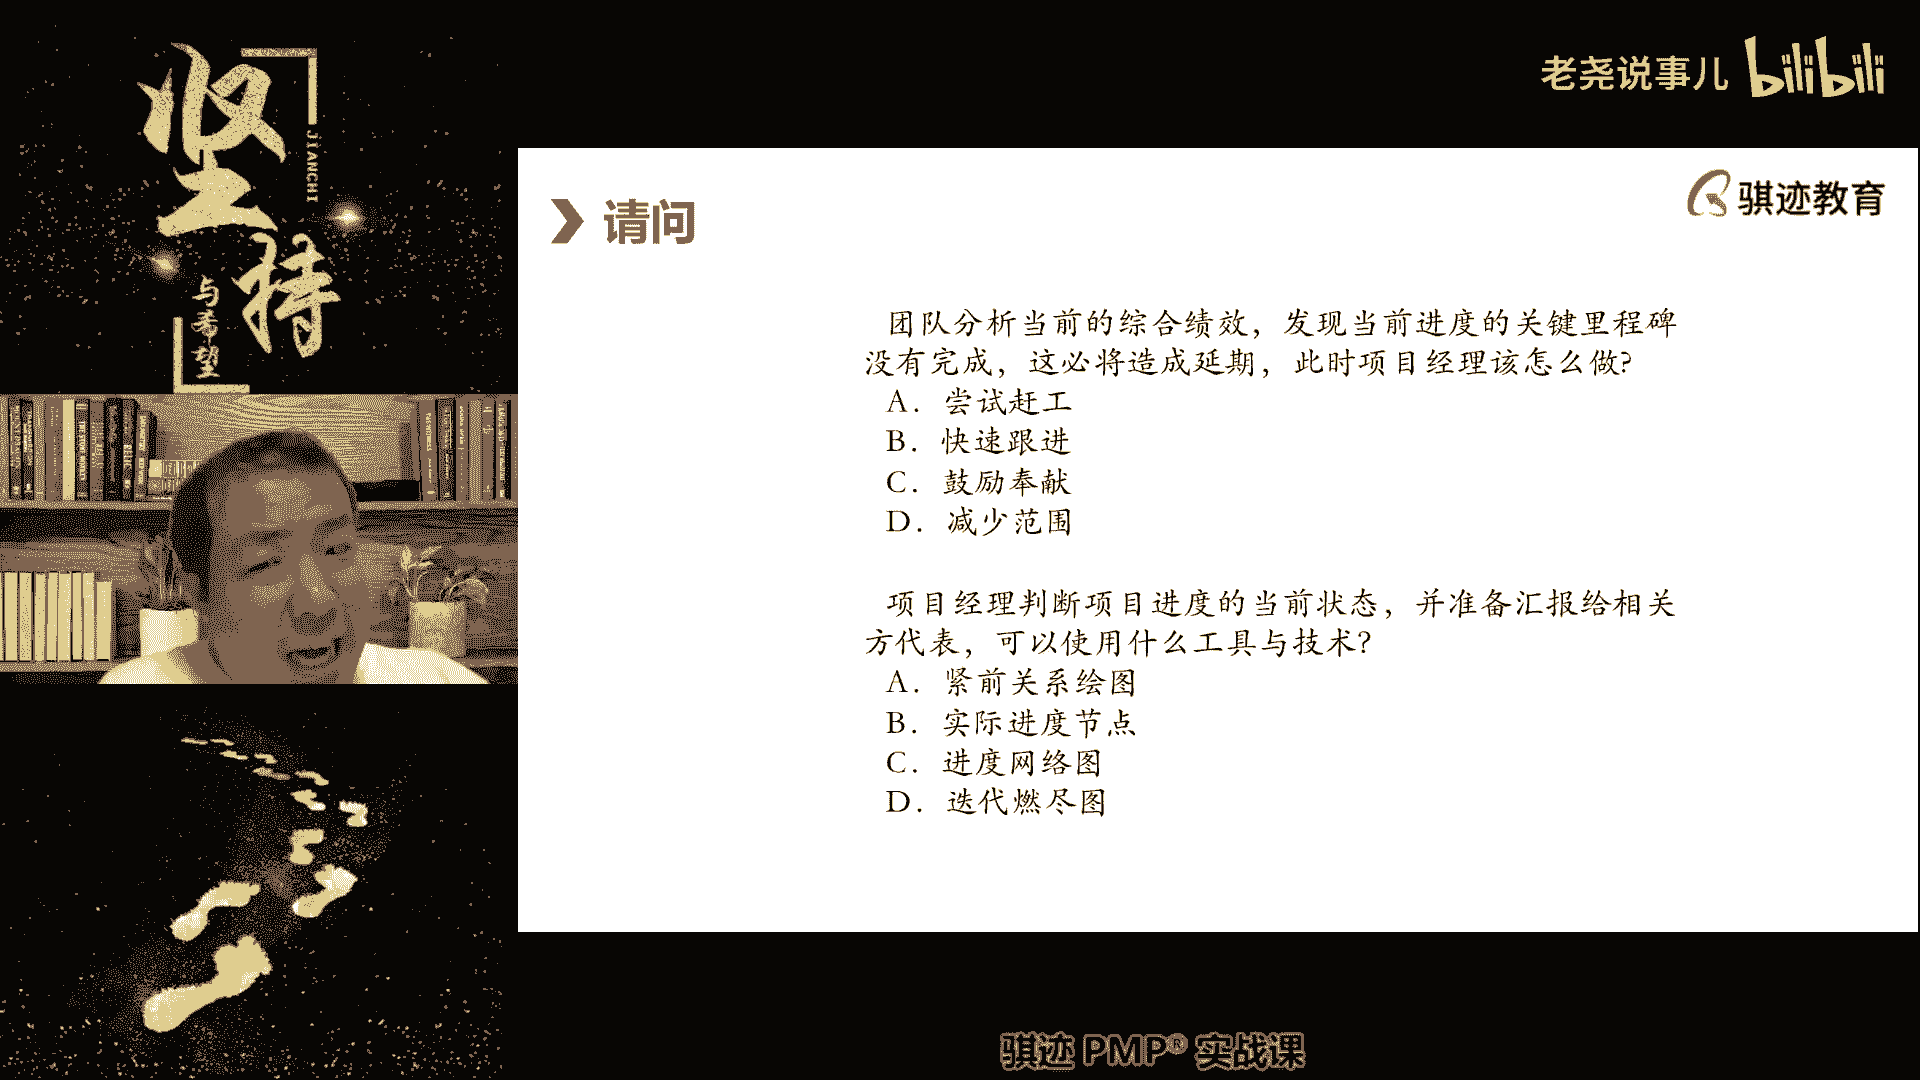 坚持
JIANCHI
与希望
老尧说事儿 bilibili
骐迹教育
请问
团队分析当前的综合绩效，发现当前进度的关键里程碑
没有完成，这必将造成延期，此时项目经理该怎么做?
A. 尝试赶工
B. 快速跟进
C. 鼓励奉献
D. 减少范围
项目经理判断项目进度的当前状态，并准备汇报给相关
方代表，可以使用什么工具与技术?
A. 紧前关系绘图
B. 实际进度节点
C. 进度网络图
D. 迭代燃尽图
骐迹 PMP® 实战课